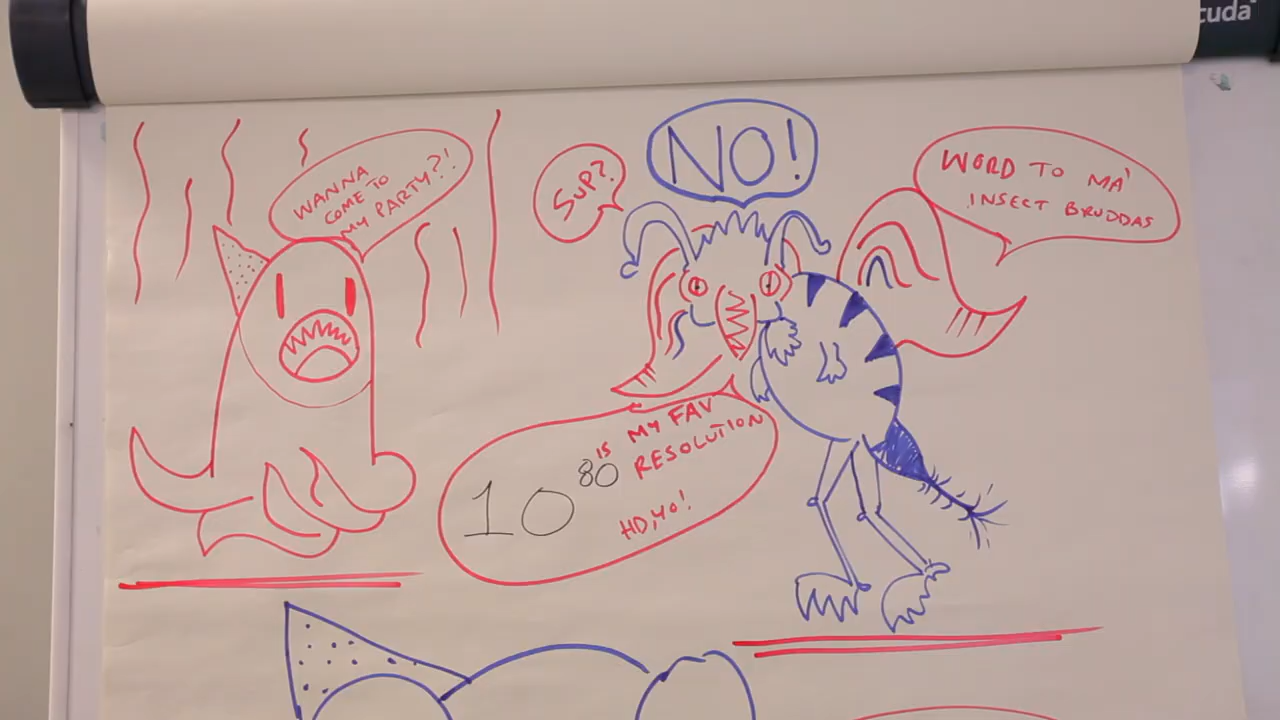 cuda
WANNA
COME TO
MY PARTY?!
SUP?
NO!
WORD TO MA'
INSECT BRUDDAS
10^80 IS MY FAV
RESOLUTION
HD, YO!